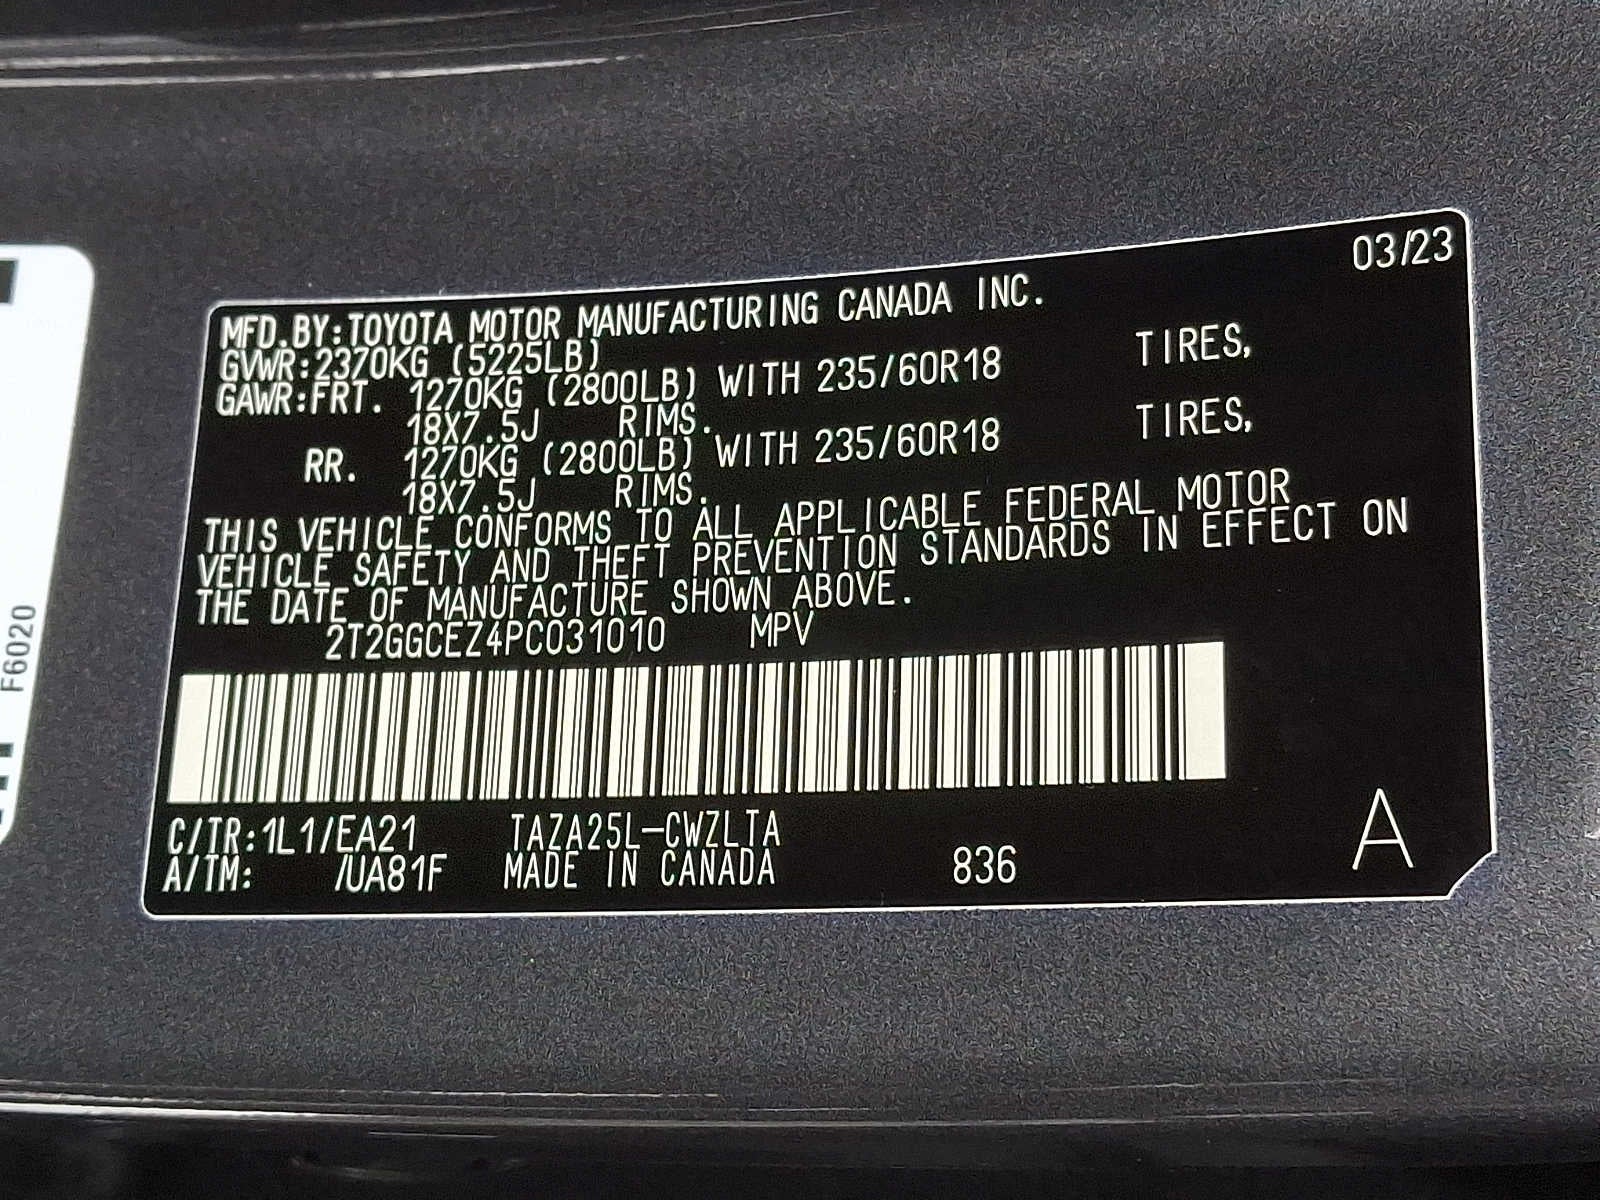 03/23
MFD.BY:TOYOTA MOTOR MANUFACTURING CANADA INC.
GVWR:2370KG (5225LB)
GAWR:FRT. 1270KG (2800LB) WITH 235/60R18 TIRES,
18X7.5J RIMS.
RR. 1270KG (2800LB) WITH 235/60R18 TIRES,
18X7.5J RIMS.
THIS VEHICLE CONFORMS TO ALL APPLICABLE FEDERAL MOTOR
VEHICLE SAFETY AND THEFT PREVENTION STANDARDS IN EFFECT ON
THE DATE OF MANUFACTURE SHOWN ABOVE.
2T2GGCEZ4PC031010 MPV
C/TR:1L1/EA21 TAZA25L-CWZLTA
A/TM: /UA81F MADE IN CANADA 836 A
F6020